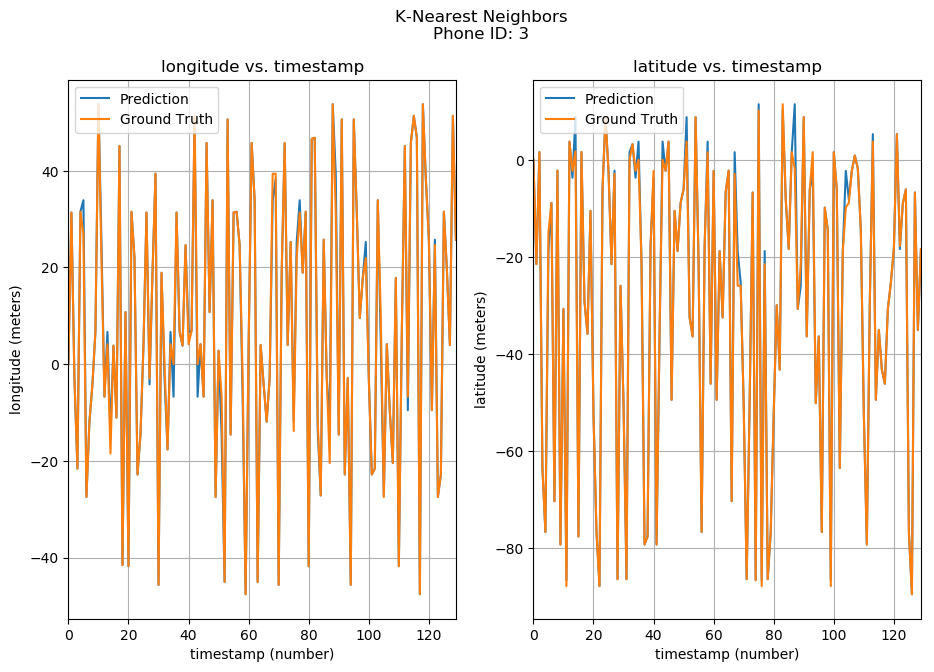 K-Nearest Neighbors
Phone ID: 3
longitude vs. timestamp
Prediction
Ground Truth
longitude (meters)
40
20
0
−20
−40
0
20
40
60
80
100
120
timestamp (number)
latitude vs. timestamp
Prediction
Ground Truth
latitude (meters)
0
−20
−40
−60
−80
0
20
40
60
80
100
120
timestamp (number)